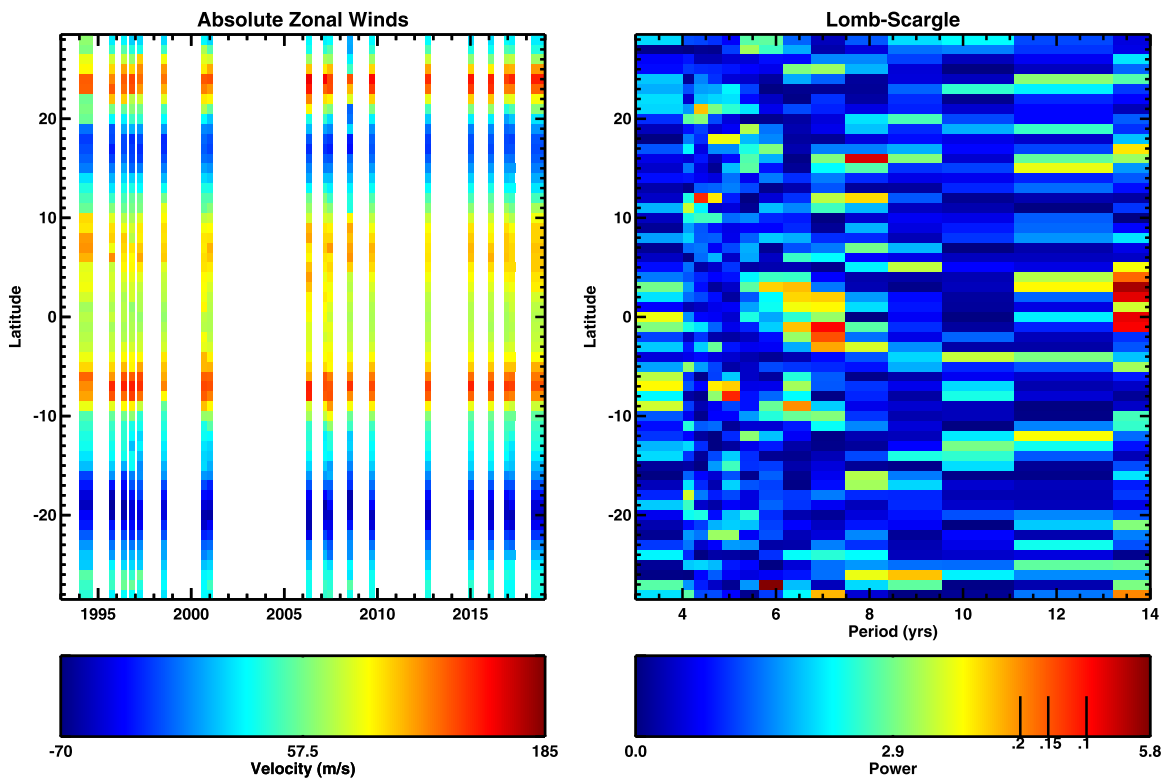 Absolute Zonal Winds
Lomb-Scargle
Latitude
20
10
0
-10
-20
1995 2000 2005 2010 2015
Latitude
20
10
0
-10
-20
4 6 8 10 12 14
Period (yrs)
-70 57.5 185
Velocity (m/s)
.2 .15 .1
0.0 2.9 5.8
Power